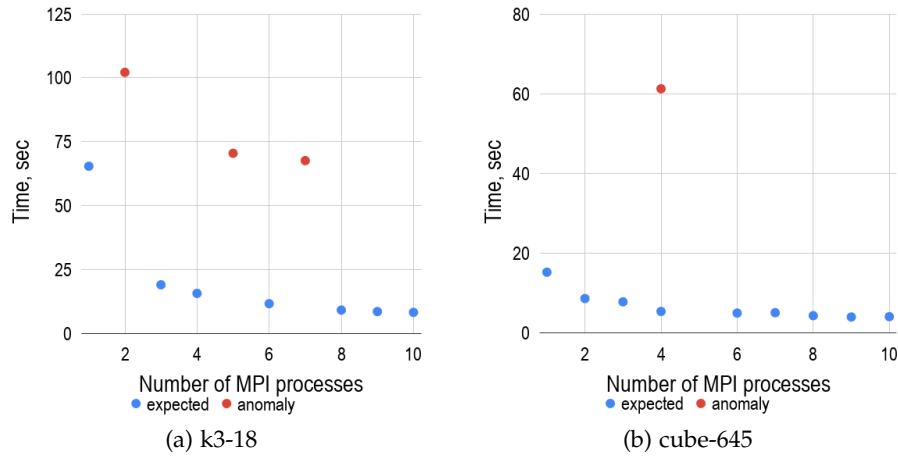 125
100
75
50
25
0
Time, sec
2 4 6 8 10
Number of MPI processes
expected anomaly
(a) k3-18
80
60
40
20
0
Time, sec
2 4 6 8 10
Number of MPI processes
expected anomaly
(b) cube-645